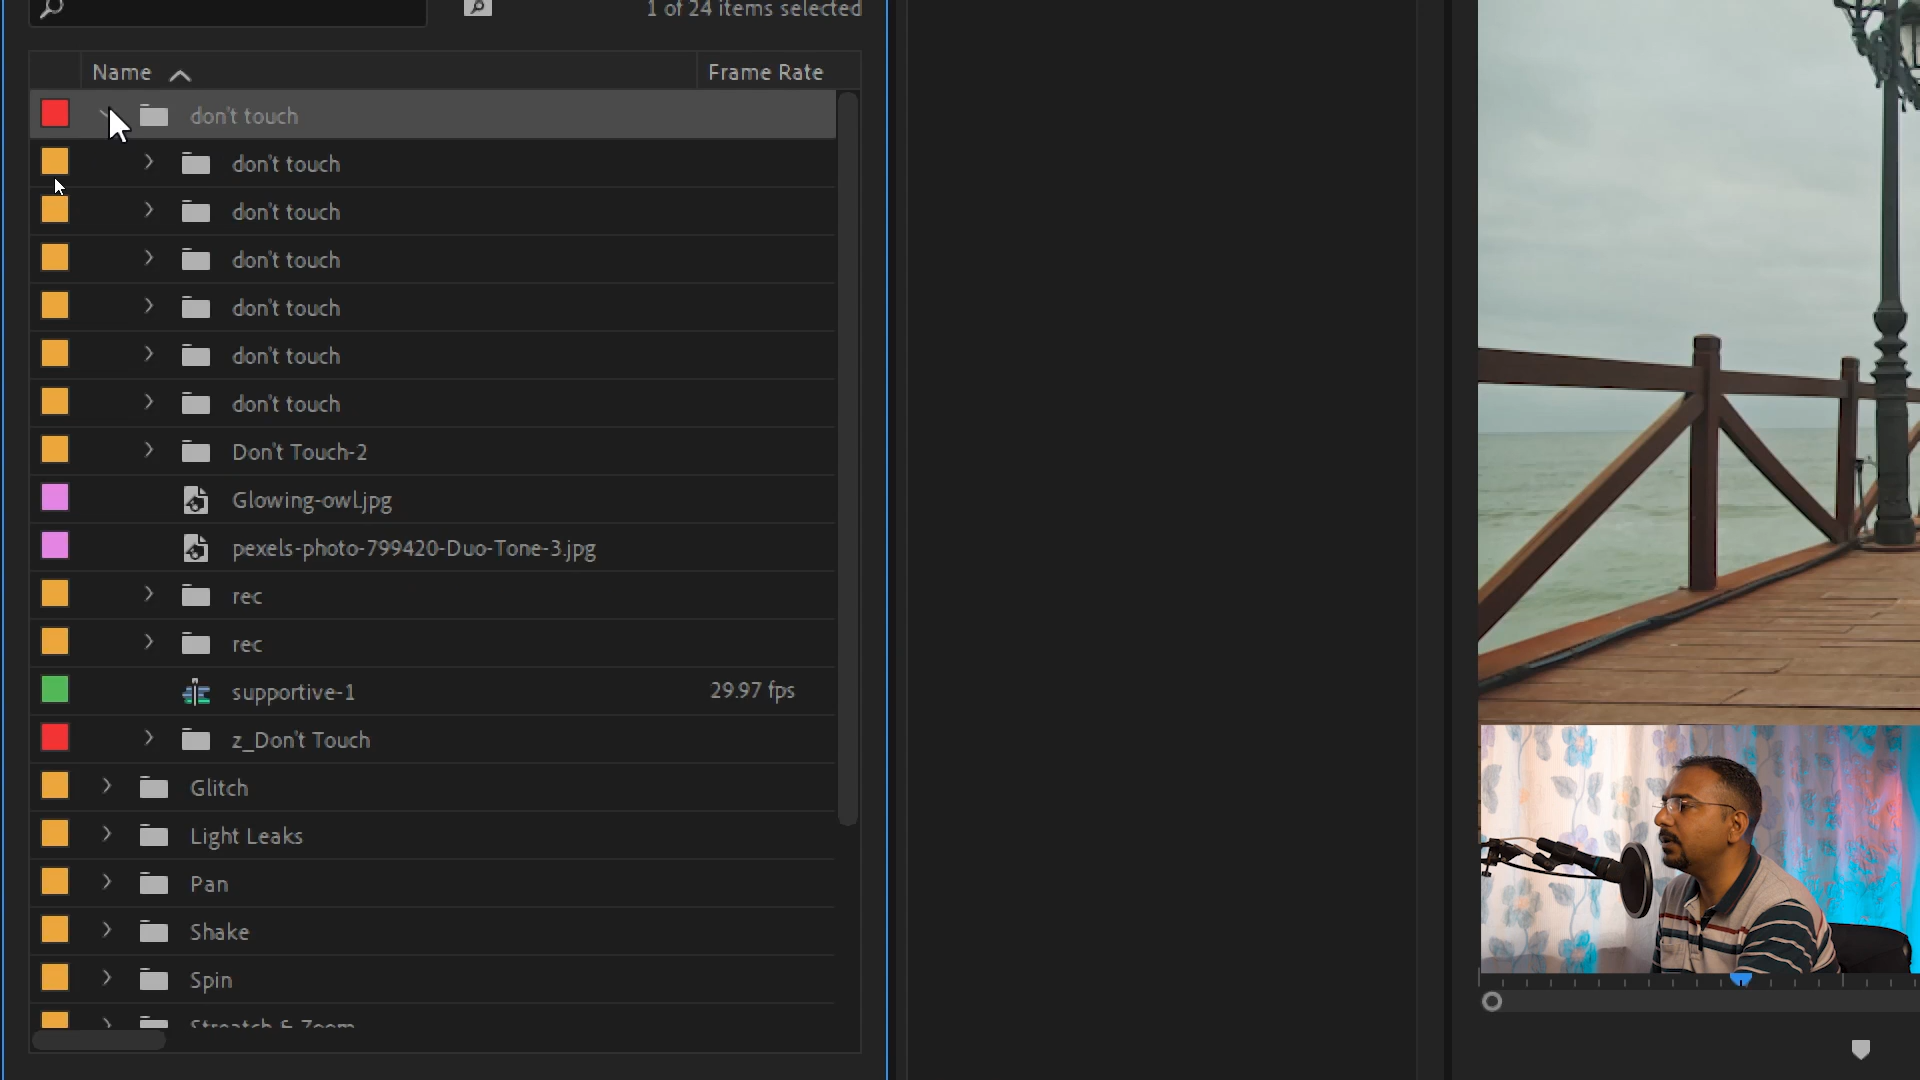 1 of 24 items selected
Name
Frame Rate
don't touch
don't touch
don't touch
don't touch
don't touch
don't touch
don't touch
Don't Touch-2
Glowing-owl.jpg
pexels-photo-799420-Duo-Tone-3.jpg
rec
rec
supportive-1 29.97 fps
z_Don't Touch
Glitch
Light Leaks
Pan
Shake
Spin
Streatch & Zoom